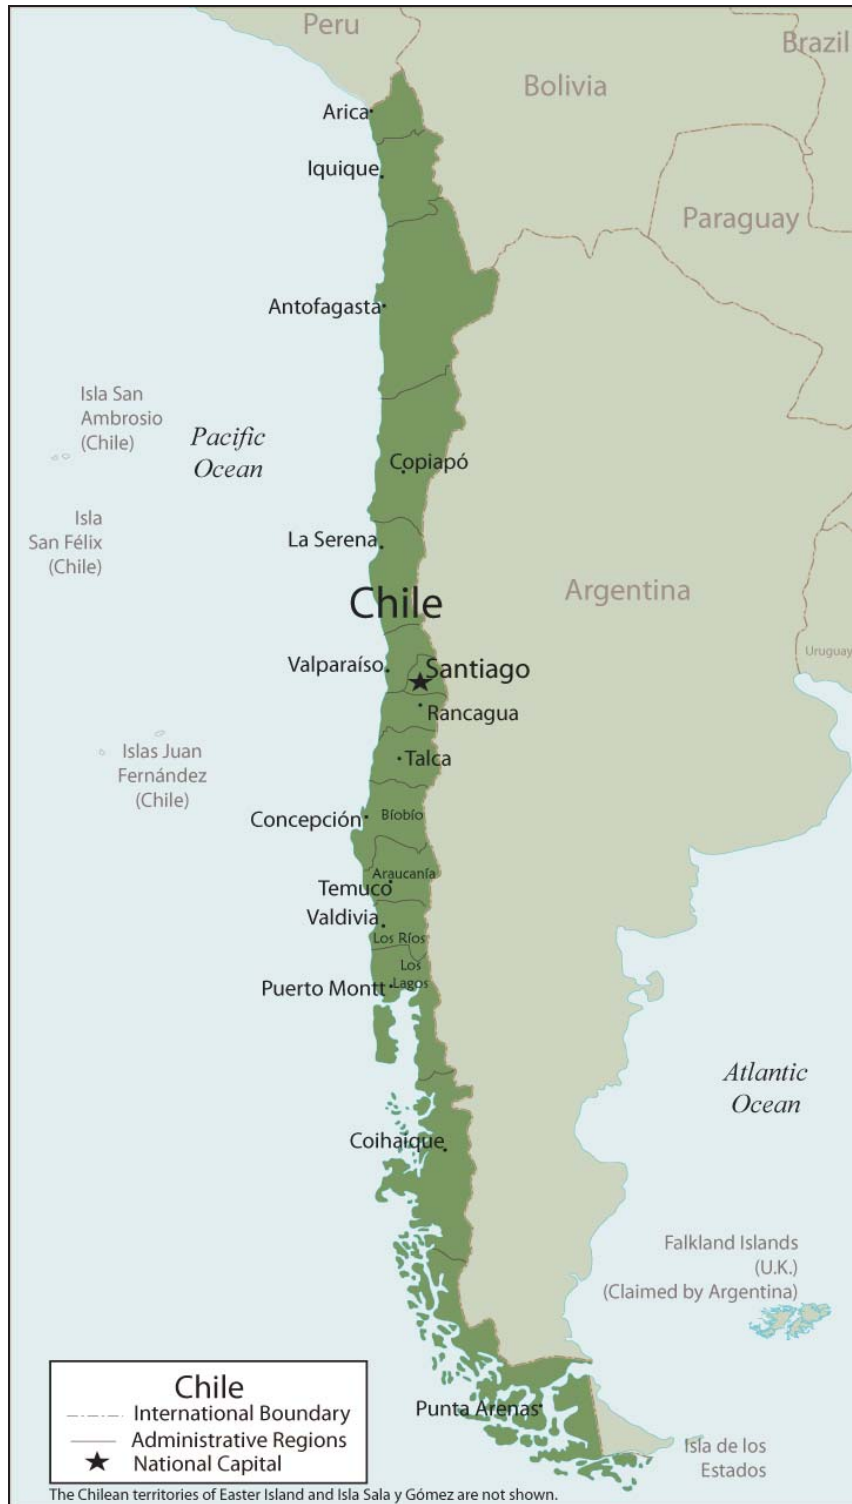 Peru
Brazil
Bolivia
Arica
Iquique
Paraguay
Antofagasta
Isla San
Ambrosio
(Chile)
Pacific
Ocean
Copiapó
Isla
San Félix
(Chile)
La Serena
Chile
Argentina
Uruguay
Valparaíso
Santiago
Rancagua
Islas Juan
Fernández
(Chile)
Talca
Concepción
Bíobío
Araucanía
Temuco
Valdivia
Los Ríos
Los
Lagos
Puerto Montt
Atlantic
Ocean
Coihaique
Falkland Islands
(U.K.)
(Claimed by Argentina)
Punta Arenas
Isla de los
Estados
Chile
International Boundary
Administrative Regions
National Capital
The Chilean territories of Easter Island and Isla Sala y Gómez are not shown.